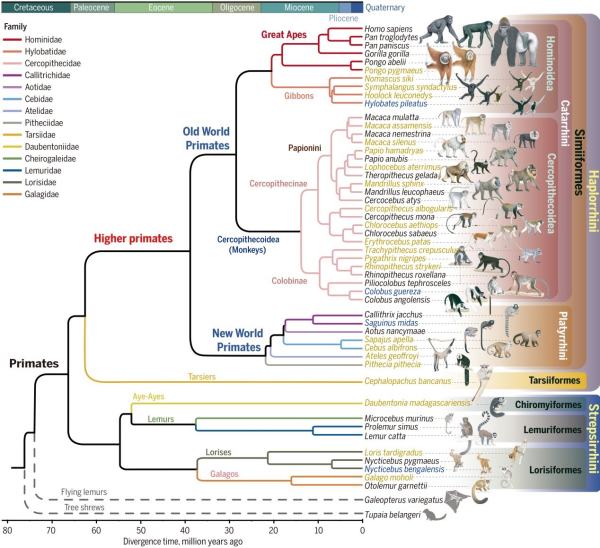 Cretaceous Paleocene Eocene Oligocene Miocene Quaternary
Pliocene
Family
Hominidae
Hylobatidae
Cercopithecidae
Callitrichidae
Aotidae
Cebidae
Atelidae
Pitheciidae
Tarsiidae
Daubentoniidae
Cheirogaleidae
Lemuridae
Lorisidae
Galagidae
Great Apes
Gibbons
Old World
Primates
Papionini
Cercopithecinae
Higher primates
Cercopithecoidea
(Monkeys)
Colobinae
New World
Primates
Primates
Tarsiers
Aye-Ayes
Lemurs
Lorises
Galagos
Flying lemurs
Tree shrews
Homo sapiens
Pan troglodytes
Pan paniscus
Gorilla gorilla
Pongo abelii
Pongo pygmaeus
Nomascus siki
Symphalangus syndactylus
Hoolock leuconedys
Hylobates pileatus
Macaca mulatta
Macaca assamensis
Macaca nemestrina
Macaca silenus
Papio hamadryas
Papio anubis
Lophocebus aterrimus
Theropithecus gelada
Mandrillus sphinx
Mandrillus leucophaeus
Cercocebus atys
Cercopithecus albogularis
Cercopithecus mona
Chlorocebus aethiops
Chlorocebus sabaeus
Erythrocebus patas
Trachypithecus crepusculus
Pygathrix nigripes
Rhinopithecus strykeri
Rhinopithecus roxellana
Piliocolobus tephrosceles
Colobus guereza
Colobus angolensis
Callithrix jacchus
Saguinus midas
Aotus nancymaae
Sapajus apella
Cebus albifrons
Ateles geoffroyi
Pithecia pithecia
Cephalopachus bancanus
Daubentonia madagascariensis
Microcebus murinus
Prolemur simus
Lemur catta
Loris tardigradus
Nycticebus pygmaeus
Nycticebus bengalensis
Galago moholi
Otolemur garnettii
Galeopterus variegatus
Tupaia belangeri
Hominoidea
Cercopithecoidea
Catarrhini
Platyrrhini
Simiiformes
Haplorrhini
Tarsiiformes
Chiromyiformes
Lemuriformes
Lorisiformes
Strepsirrhini
80 70 60 50 40 30 20 10 0
Divergence time, million years ago